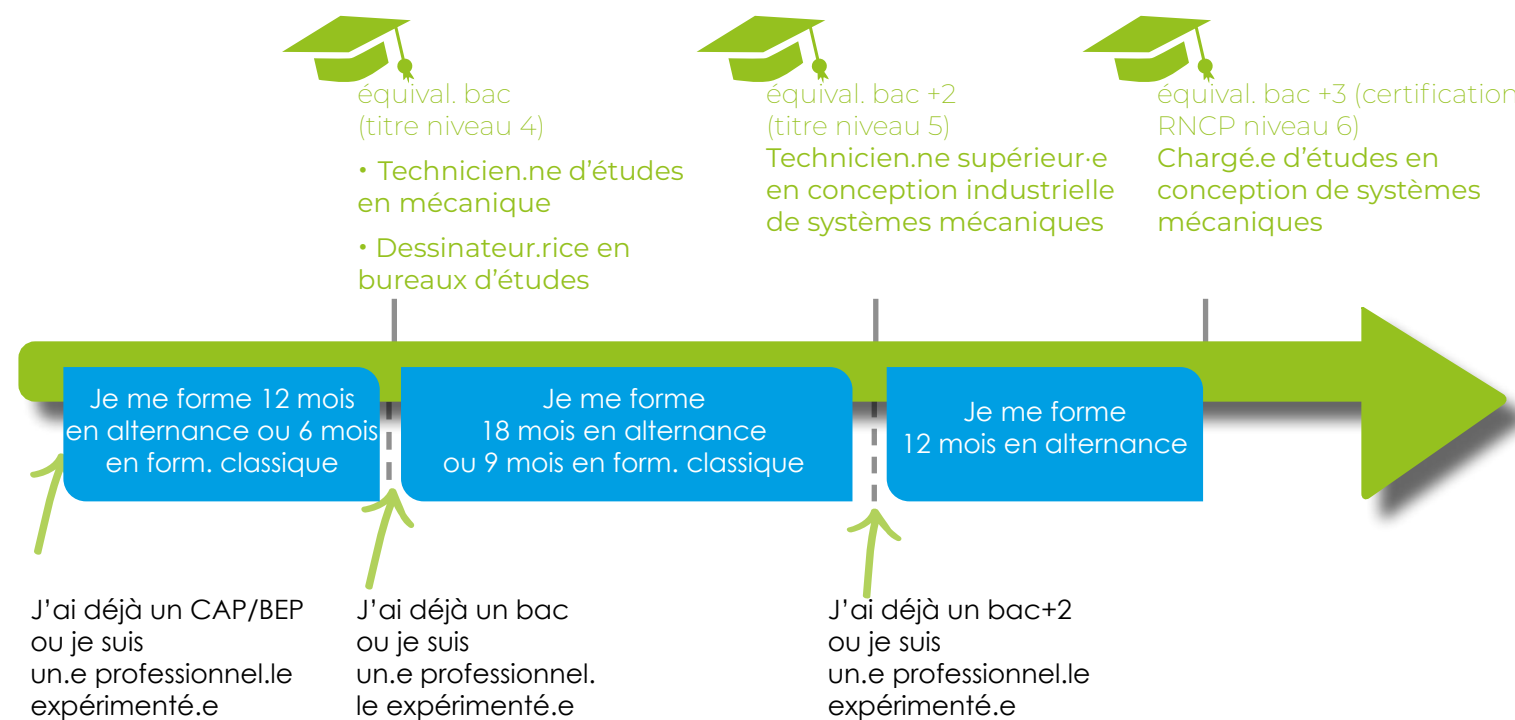 équival. bac
(titre niveau 4)
• Technicien.ne d'études
en mécanique
• Dessinateur.rice en
bureaux d'études
équival. bac +2
(titre niveau 5)
Technicien.ne supérieur·e
en conception industrielle
de systèmes mécaniques
équival. bac +3 (certification
RNCP niveau 6)
Chargé.e d'études en
conception de systèmes
mécaniques
Je me forme 12 mois
en alternance ou 6 mois
en form. classique
Je me forme
18 mois en alternance
ou 9 mois en form. classique
Je me forme
12 mois en alternance
J'ai déjà un CAP/BEP
ou je suis
un.e professionnel.le
expérimenté.e
J'ai déjà un bac
ou je suis
un.e professionnel.
le expérimenté.e
J'ai déjà un bac+2
ou je suis
un.e professionnel.le
expérimenté.e